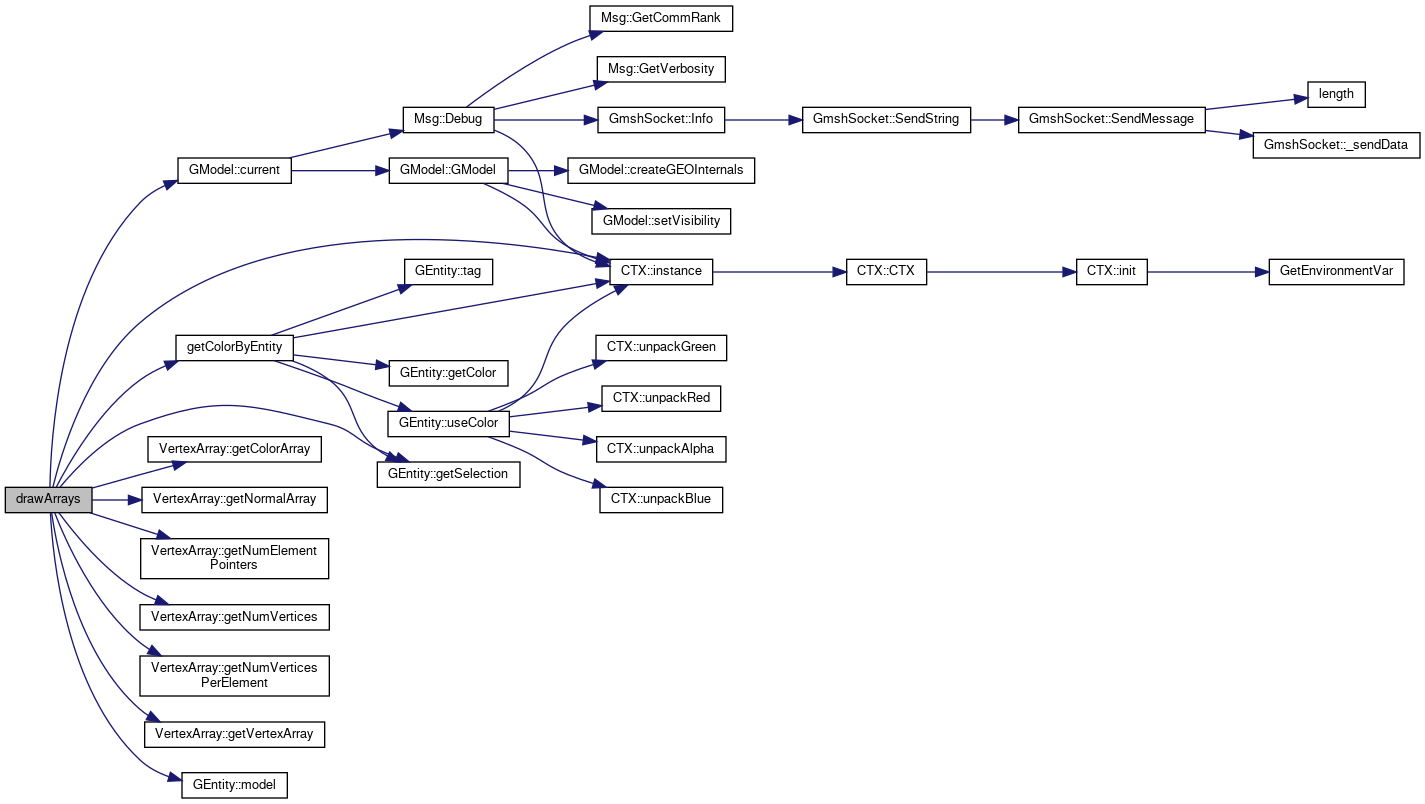 Msg::GetCommRank
Msg::GetVerbosity
length
Msg::Debug
GmshSocket::Info
GmshSocket::SendString
GmshSocket::SendMessage
GmshSocket::_sendData
GModel::current
GModel::GModel
GModel::createGEOInternals
GModel::setVisibility
GEntity::tag
CTX::instance
CTX::CTX
CTX::init
GetEnvironmentVar
getColorByEntity
CTX::unpackGreen
GEntity::getColor
CTX::unpackRed
GEntity::useColor
VertexArray::getColorArray
CTX::unpackAlpha
GEntity::getSelection
drawArrays
VertexArray::getNormalArray
CTX::unpackBlue
VertexArray::getNumElement
Pointers
VertexArray::getNumVertices
VertexArray::getNumVertices
PerElement
VertexArray::getVertexArray
GEntity::model